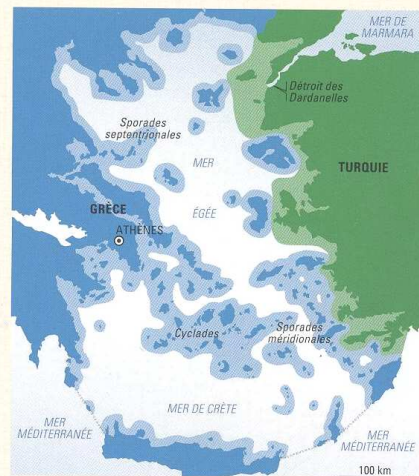 MER DE
MARMARA
Détroit des
Dardanelles
Sporades
septentrionales
MER
ÉGÉE
TURQUIE
GRÈCE
ATHÈNES
Cyclades
Sporades
méridionales
MER DE CRÈTE
MER
MÉDITERRANÉE
MER
MÉDITERRANÉE
100 km